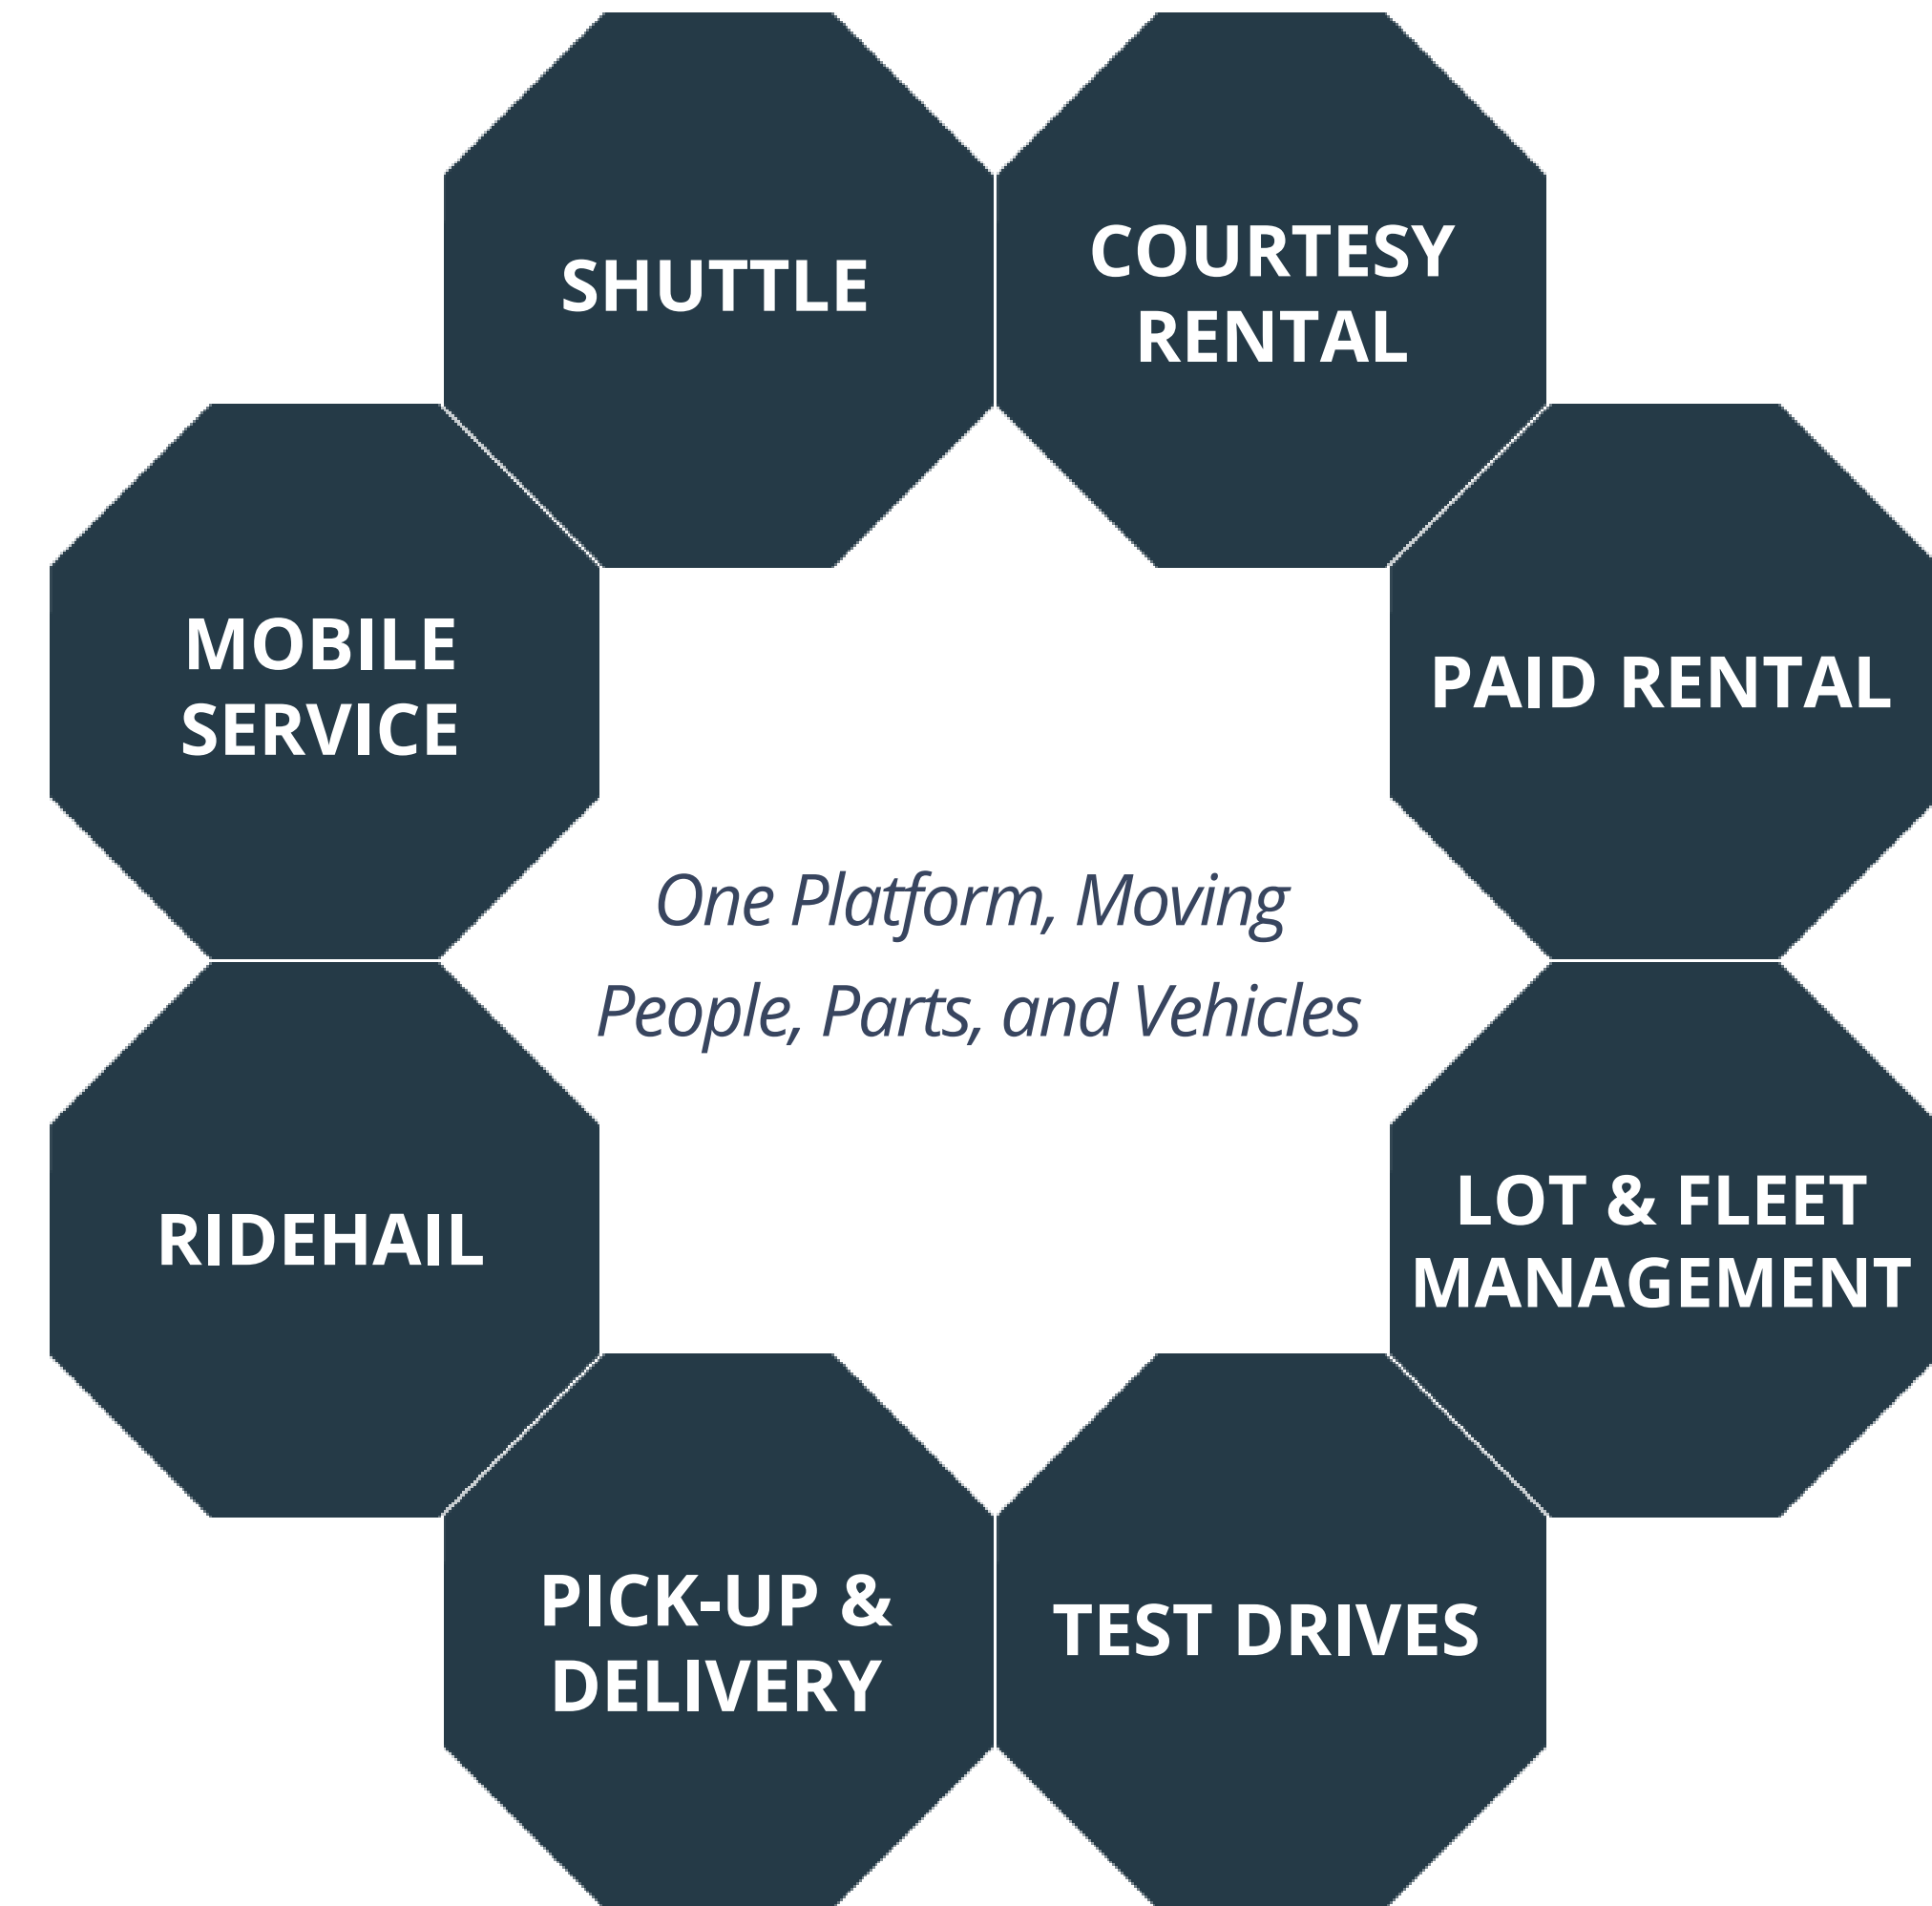 SHUTTLE
COURTESY
RENTAL
MOBILE
SERVICE
PAID RENTAL
One Platform, Moving
People, Parts, and Vehicles
RIDEHAIL
LOT & FLEET
MANAGEMENT
PICK-UP &
DELIVERY
TEST DRIVES